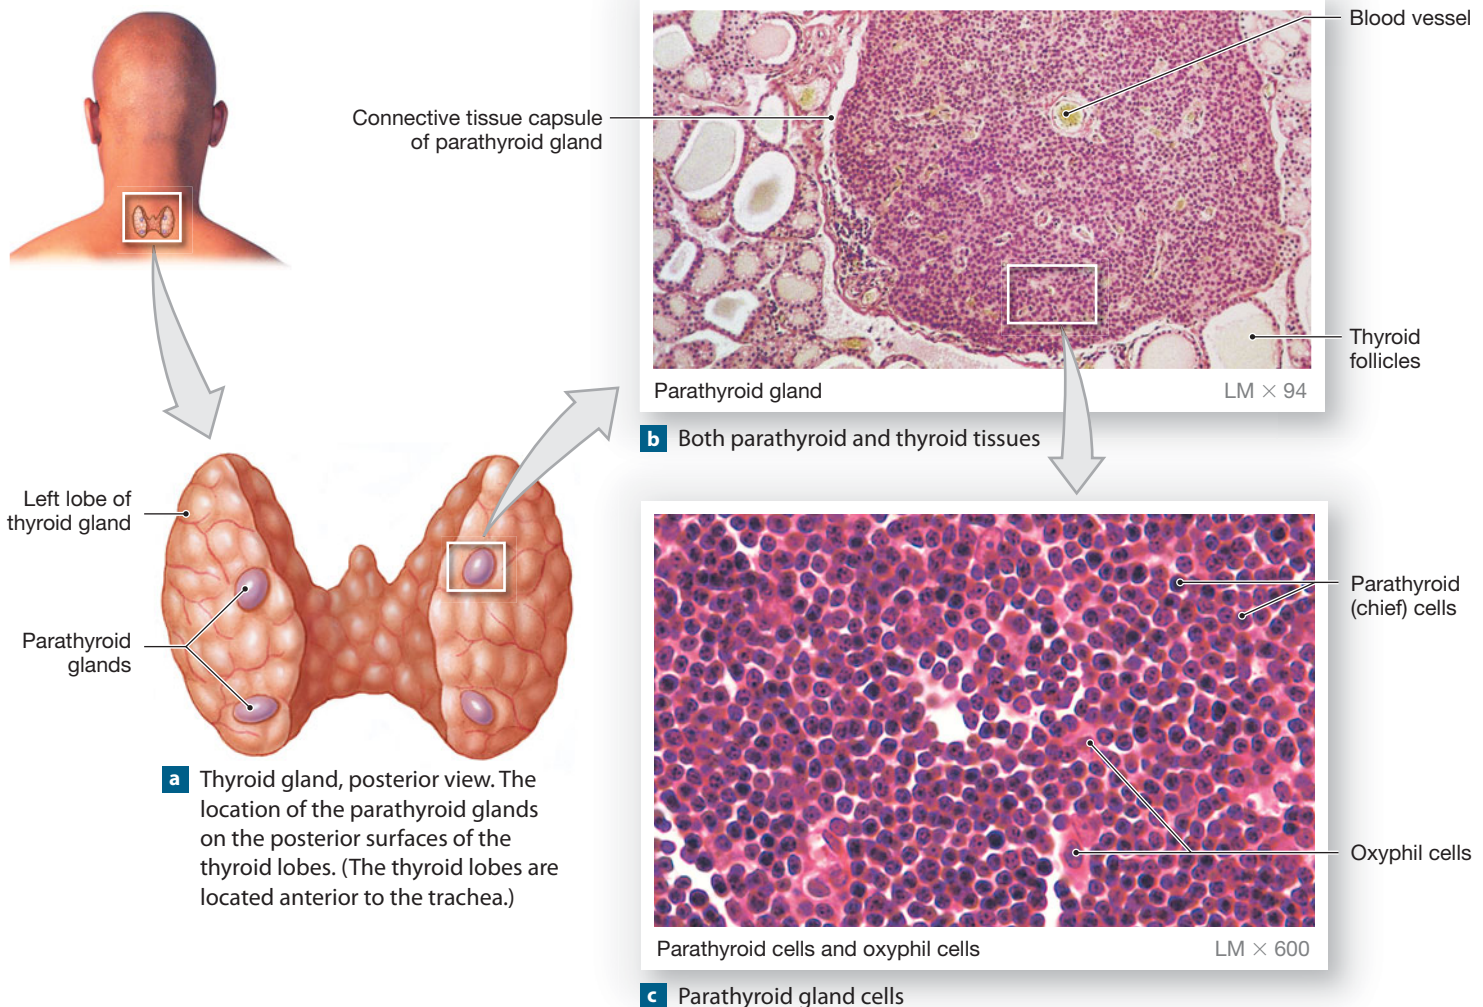 Connective tissue capsule
of parathyroid gland
Blood vessel
Thyroid
follicles
Parathyroid gland
LM × 94
b Both parathyroid and thyroid tissues
Left lobe of
thyroid gland
Parathyroid
glands
a Thyroid gland, posterior view. The
location of the parathyroid glands
on the posterior surfaces of the
thyroid lobes. (The thyroid lobes are
located anterior to the trachea.)
Parathyroid
(chief) cells
Oxyphil cells
Parathyroid cells and oxyphil cells
LM × 600
c Parathyroid gland cells